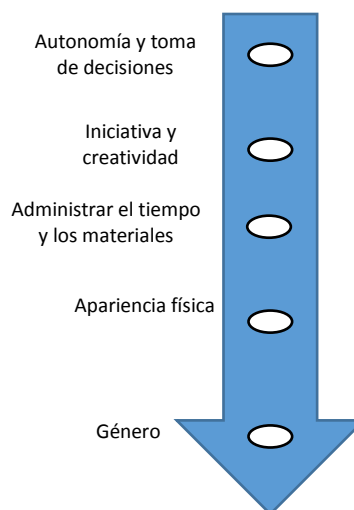 Autonomía y toma
de decisiones
Iniciativa y
creatividad
Administrar el tiempo
y los materiales
Apariencia física
Género